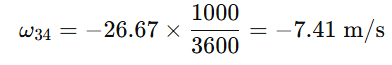 ω₃₄ = −26.67 × 1000/3600 = −7.41 m/s